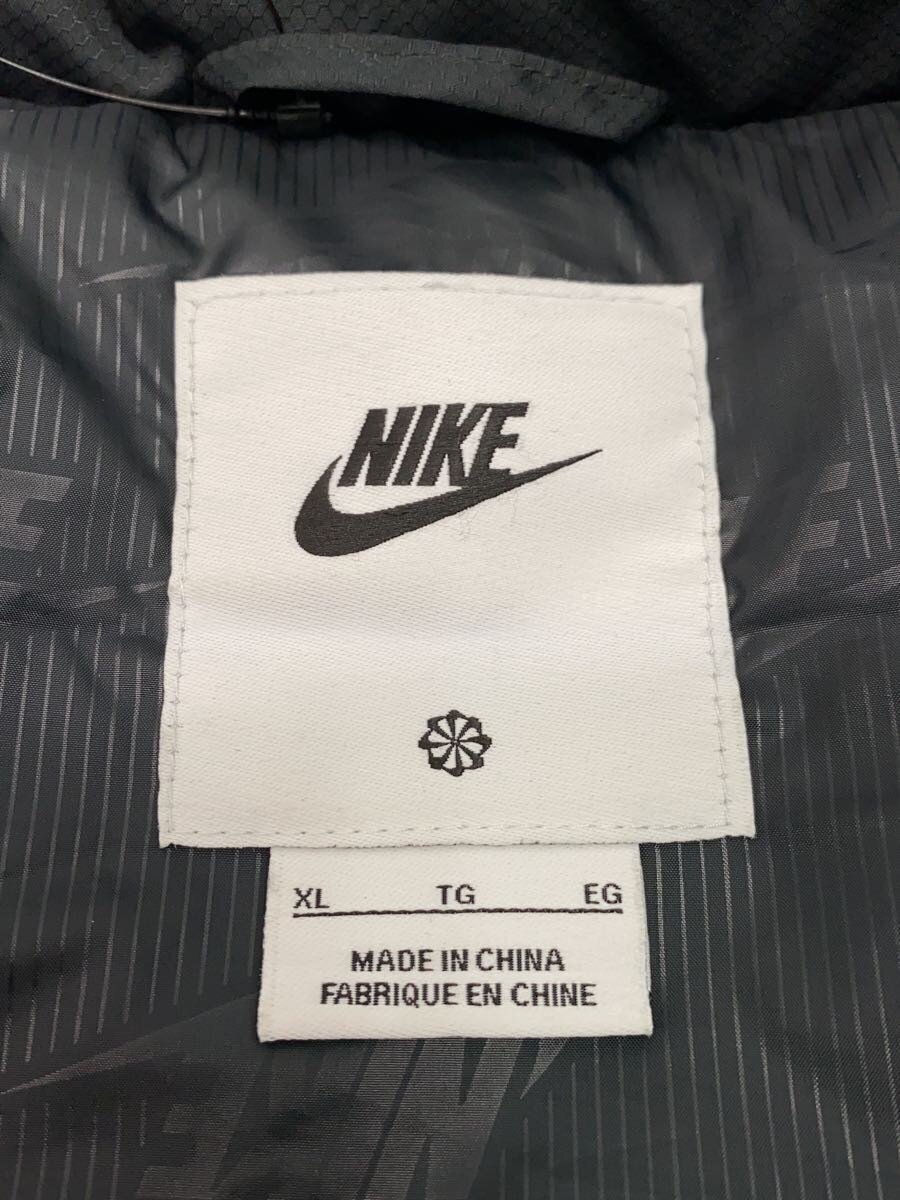 NIKE
XL TG EG
MADE IN CHINA
FABRIQUE EN CHINE